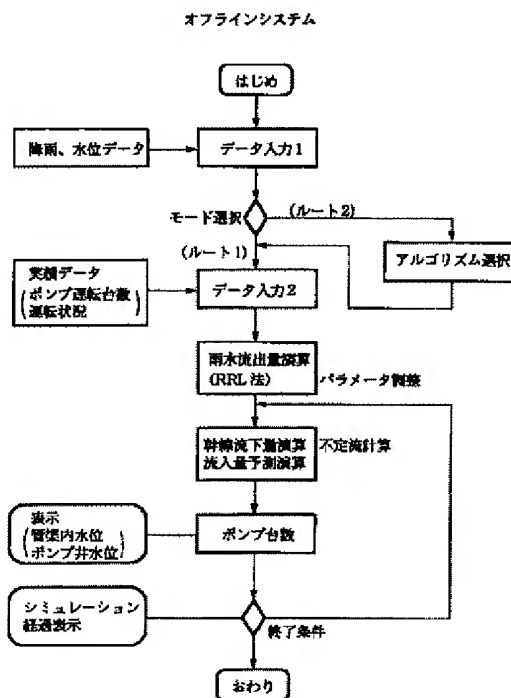 オフラインシステム
はじめ
降雨、水位データ
データ入力1
モード選択
(ルート2)
(ルート1)
アルゴリズム選択
実績データ
(ポンプ運転台数
運転状況)
データ入力2
雨水流出量演算
(RRL法)
パラメータ調整
幹線流下量演算
流入量予測演算
不定流計算
表示
(管渠内水位
ポンプ井水位)
ポンプ台数
シミュレーション
経過表示
終了条件
おわり